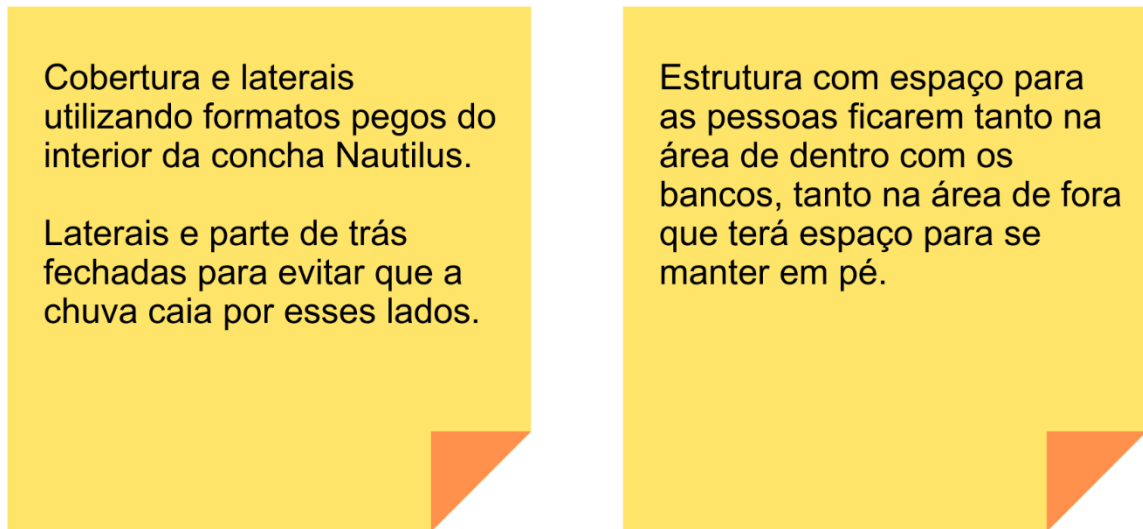 Cobertura e laterais
utilizando formatos pegos do
interior da concha Nautilus.
Laterais e parte de trás
fechadas para evitar que a
chuva caia por esses lados.
Estrutura com espaço para
as pessoas ficarem tanto na
área de dentro com os
bancos, tanto na área de fora
que terá espaço para se
manter em pé.